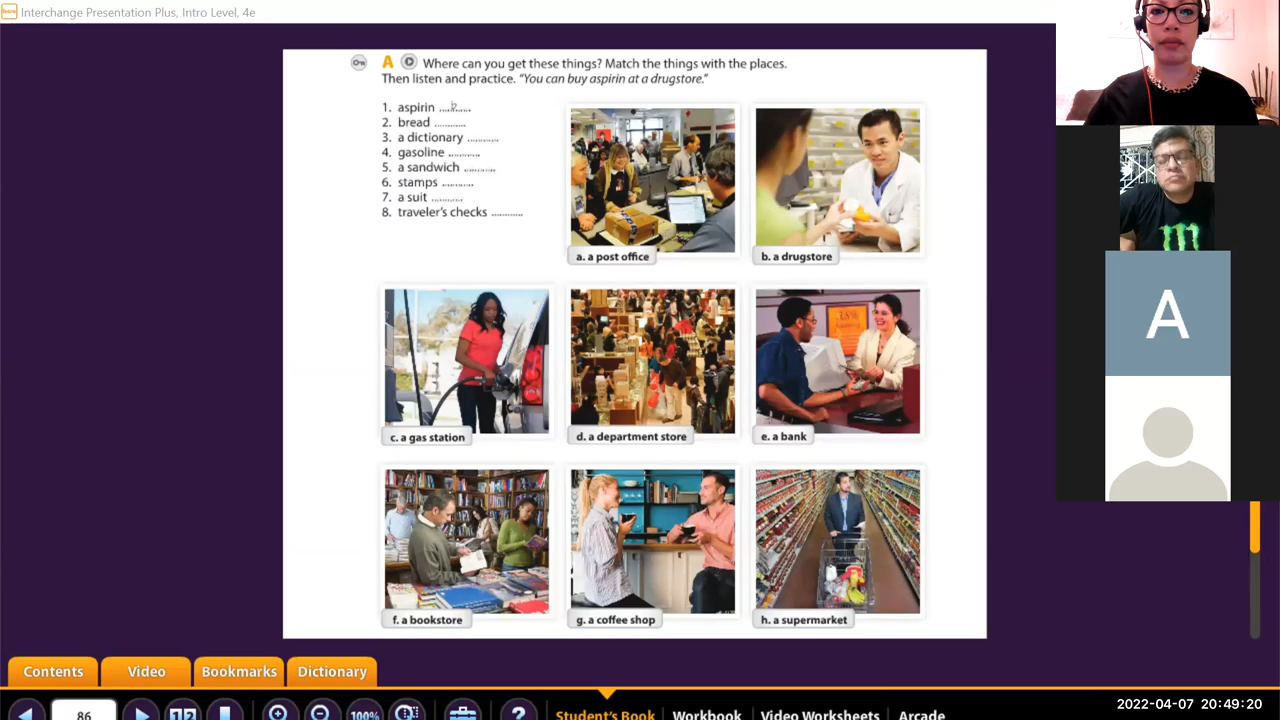 Interchange Presentation Plus, Intro Level, 4e
A Where can you get these things? Match the things with the places.
Then listen and practice. "You can buy aspirin at a drugstore."
1. aspirin ....b....
2. bread ...........
3. a dictionary ...........
4. gasoline ...........
5. a sandwich ...........
6. stamps ...........
7. a suit ...........
8. traveler's checks ...........
a. a post office
b. a drugstore
c. a gas station
d. a department store
e. a bank
f. a bookstore
g. a coffee shop
h. a supermarket
A
Contents
Video
Bookmarks
Dictionary
86
1 2
100%
?
Student's Book
Workbook
Video Worksheets
Arcade
2022-04-07 20:49:20